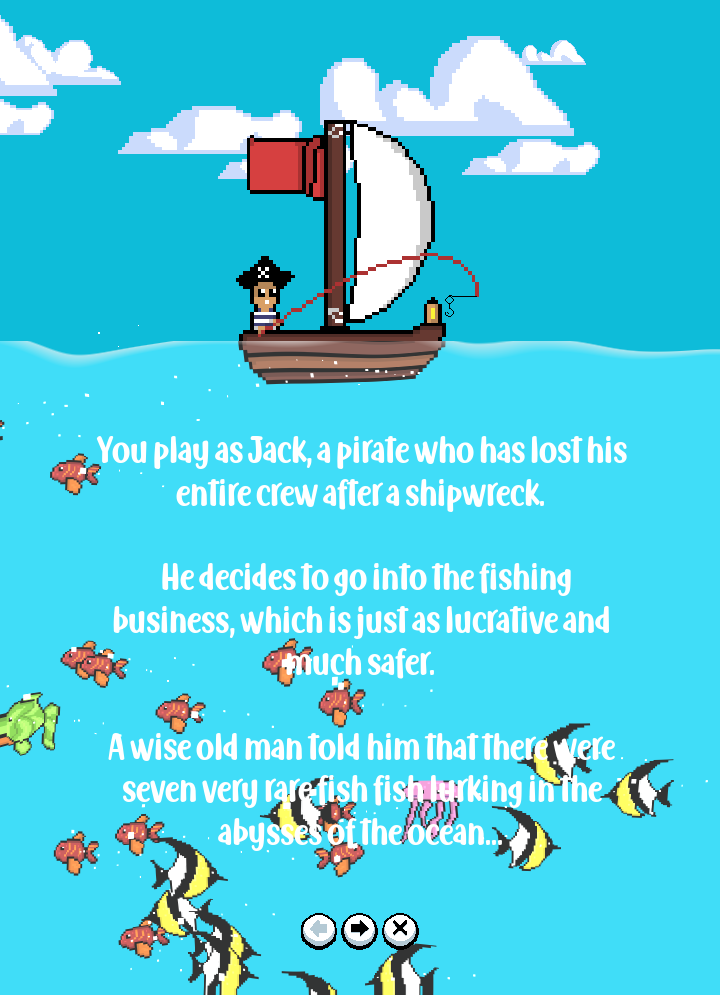 You play as Jack, a pirate who has lost his
entire crew after a shipwreck.
He decides to go into the fishing
business, which is just as lucrative and
much safer.
A wise old man told him that there were
seven very rare fish fish lurking in the
abysses of the ocean...